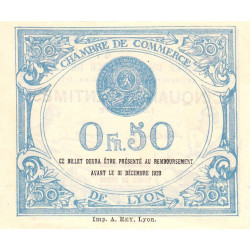 CHAMBRE DE COMMERCE
50 50
0 Fr. 50
CE BILLET DEVRA ÊTRE PRÉSENTÉ AU REMBOURSEMENT
AVANT LE 31 DÉCEMBRE 1923
50 50
DE LYON
Imp. A. REY, Lyon.